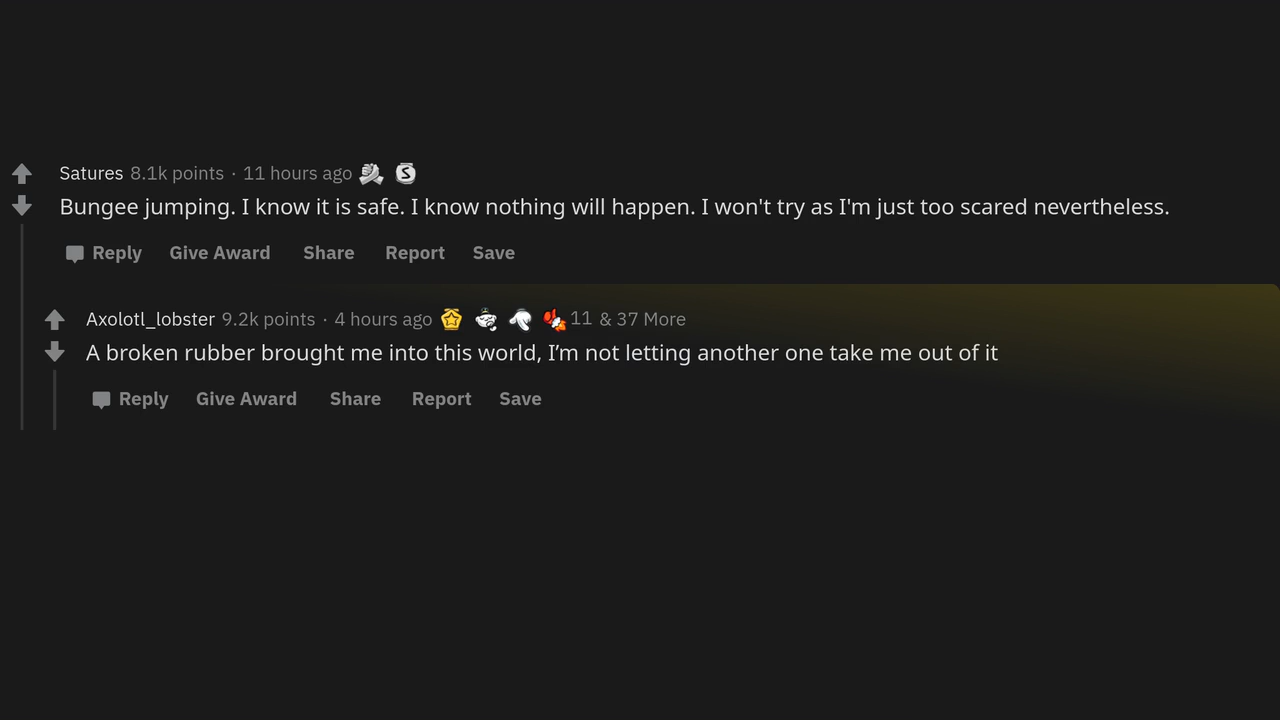 Satures 8.1k points · 11 hours ago
Bungee jumping. I know it is safe. I know nothing will happen. I won't try as I'm just too scared nevertheless.
Reply Give Award Share Report Save
Axolotl_lobster 9.2k points · 4 hours ago 11 & 37 More
A broken rubber brought me into this world, I’m not letting another one take me out of it
Reply Give Award Share Report Save